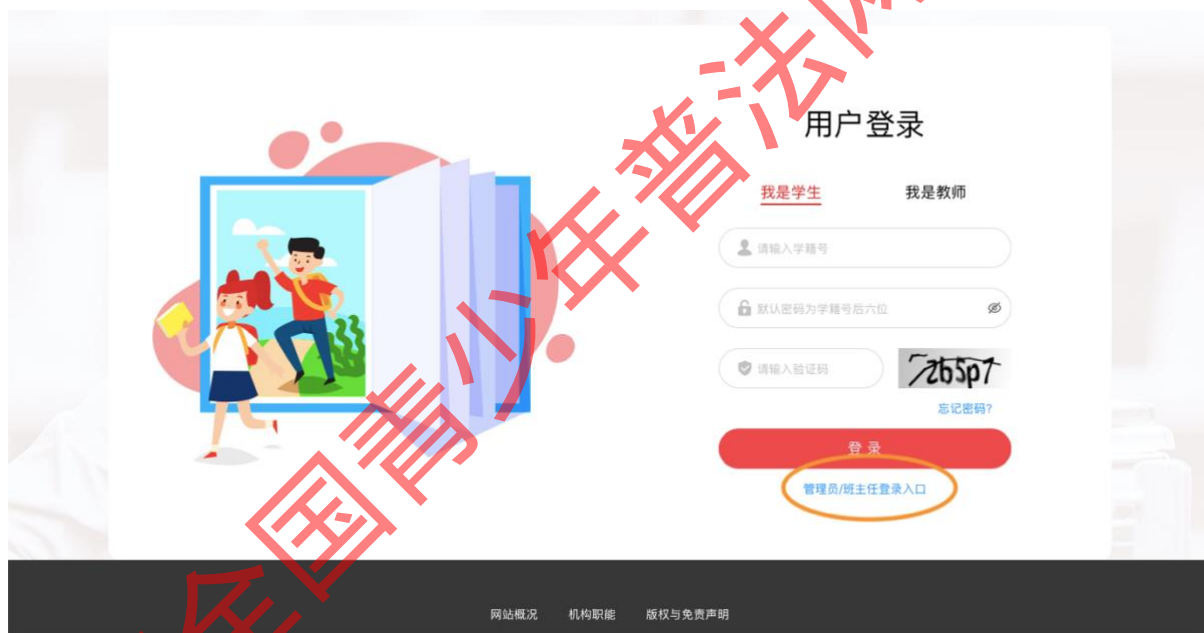 用户登录
我是学生 我是教师
请输入学籍号
默认密码为学籍号后六位
请输入验证码
忘记密码?
登 录
管理员/班主任登录入口
网站概况 机构职能 版权与免责声明
全国青少年普法网